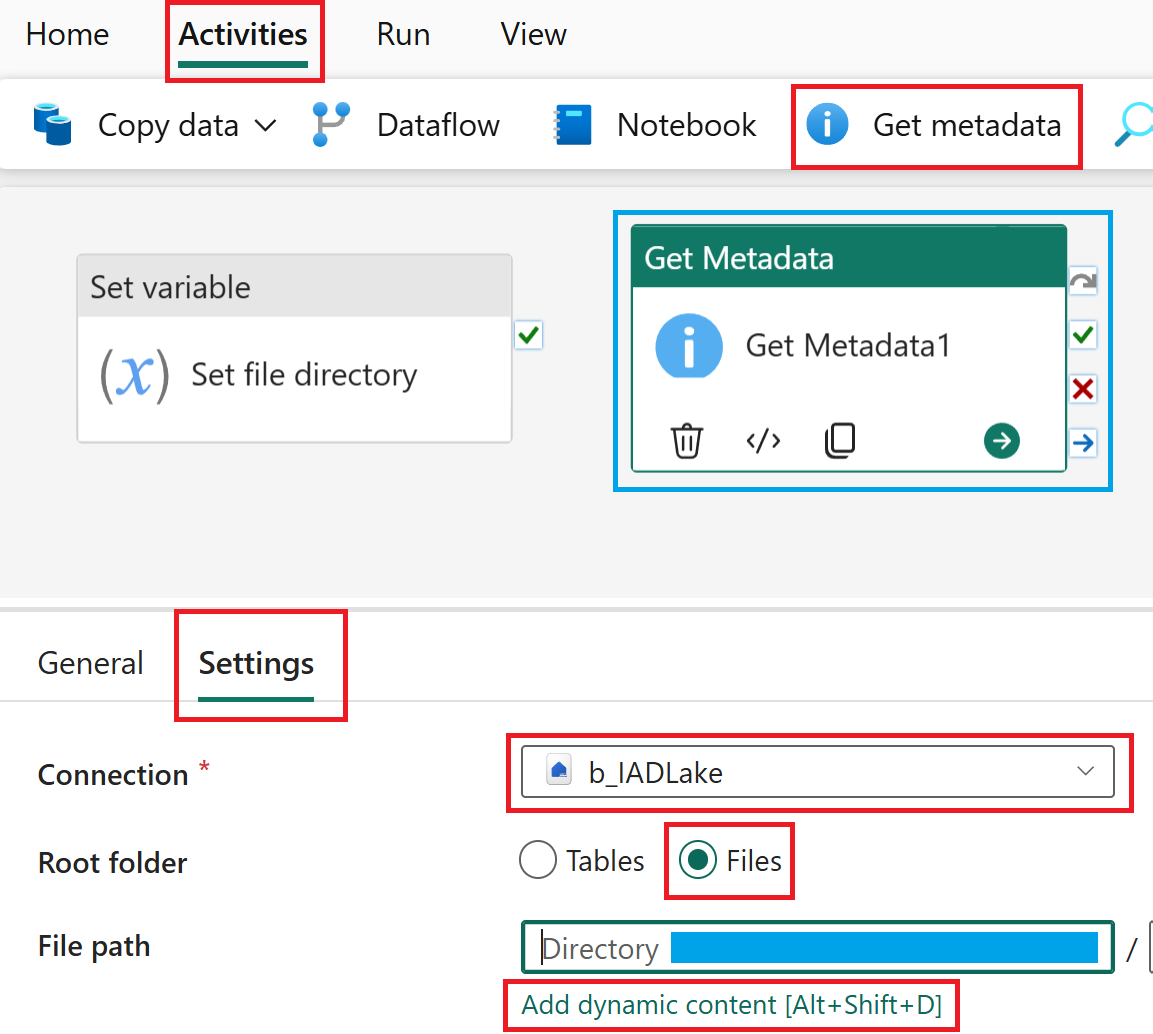 Home Activities Run View
Copy data Dataflow Notebook Get metadata
Set variable
(x) Set file directory
Get Metadata
Get Metadata1
General Settings
Connection *
b_IADLake
Root folder
Tables Files
File path
Directory /
Add dynamic content [Alt+Shift+D]